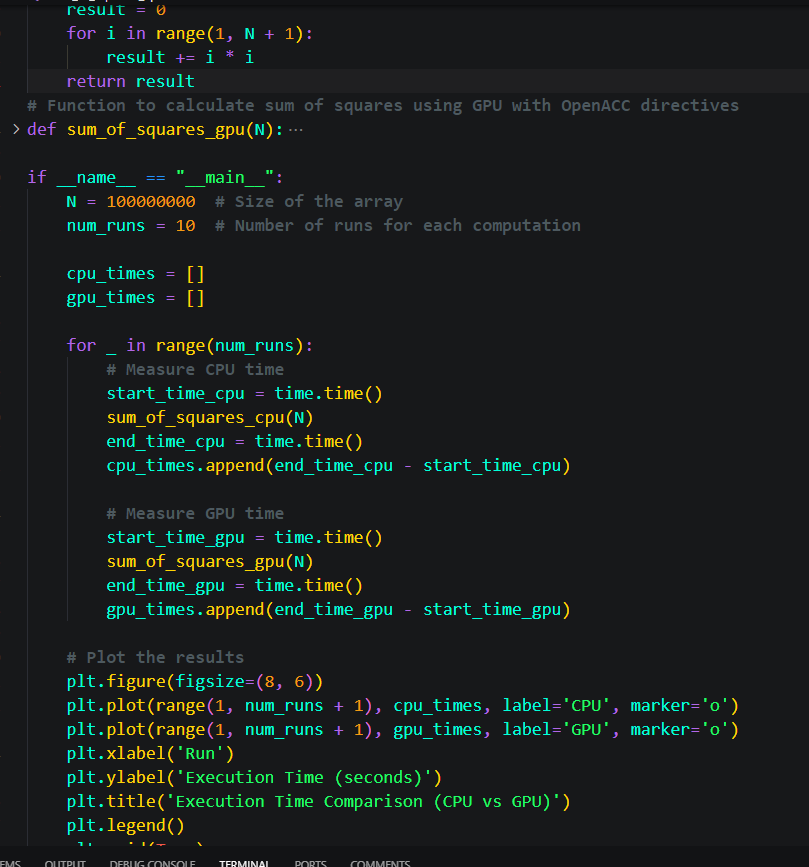 result = 0
for i in range(1, N + 1):
result += i * i
return result
# Function to calculate sum of squares using GPU with OpenACC directives
def sum_of_squares_gpu(N):···
if __name__ == "__main__":
N = 100000000  # Size of the array
num_runs = 10  # Number of runs for each computation
cpu_times = []
gpu_times = []
for _ in range(num_runs):
# Measure CPU time
start_time_cpu = time.time()
sum_of_squares_cpu(N)
end_time_cpu = time.time()
cpu_times.append(end_time_cpu - start_time_cpu)
# Measure GPU time
start_time_gpu = time.time()
sum_of_squares_gpu(N)
end_time_gpu = time.time()
gpu_times.append(end_time_gpu - start_time_gpu)
# Plot the results
plt.figure(figsize=(8, 6))
plt.plot(range(1, num_runs + 1), cpu_times, label='CPU', marker='o')
plt.plot(range(1, num_runs + 1), gpu_times, label='GPU', marker='o')
plt.xlabel('Run')
plt.ylabel('Execution Time (seconds)')
plt.title('Execution Time Comparison (CPU vs GPU)')
plt.legend()
OUTPUT DEBUG CONSOLE TERMINAL PORTS COMMENTS